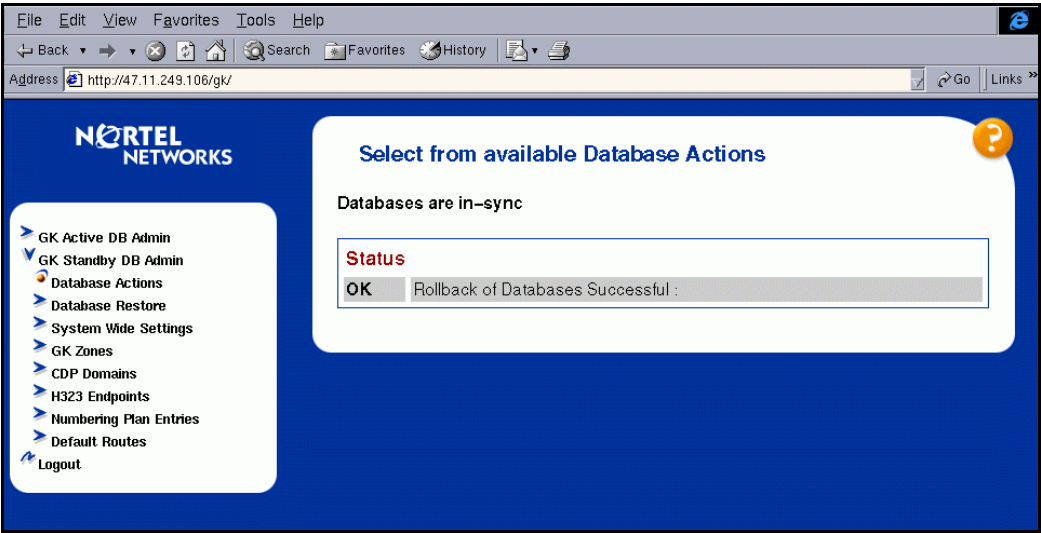 File Edit View Favorites Tools Help
Back Search Favorites History
Address http://47.11.249.106/gk/ Go Links »
NORTEL
NETWORKS
GK Active DB Admin
GK Standby DB Admin
Database Actions
Database Restore
System Wide Settings
GK Zones
CDP Domains
H323 Endpoints
Numbering Plan Entries
Default Routes
Logout
?
Select from available Database Actions
Databases are in-sync
Status
OK Rollback of Databases Successful :